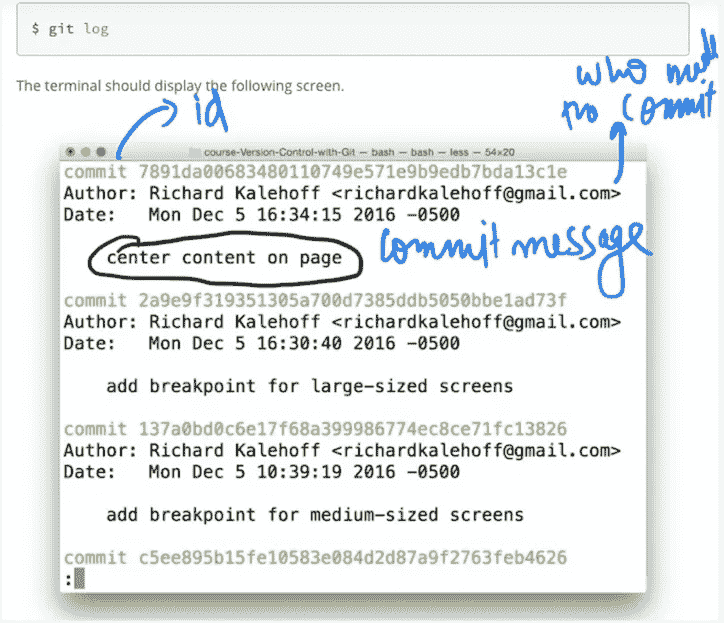 $ git log
The terminal should display the following screen.
id
who
commit
course-Version-Control-with-Git — bash — bash — less — 54×20
commit 7891da00683480110749e571e9b9edb7bda13c1e
Author: Richard Kalehoff <richardkalehoff@gmail.com>
Date:   Mon Dec 5 16:34:15 2016 -0500
center content on page
commit message
commit 2a9e9f319351305a700d7385ddb5050bbe1ad73f
Author: Richard Kalehoff <richardkalehoff@gmail.com>
Date:   Mon Dec 5 16:30:40 2016 -0500
add breakpoint for large-sized screens
commit 137a0bd0c6e17f68a399986774ec8ce71fc13826
Author: Richard Kalehoff <richardkalehoff@gmail.com>
Date:   Mon Dec 5 10:39:19 2016 -0500
add breakpoint for medium-sized screens
commit c5ee895b15fe10583e084d2d87a9f2763feb4626
: